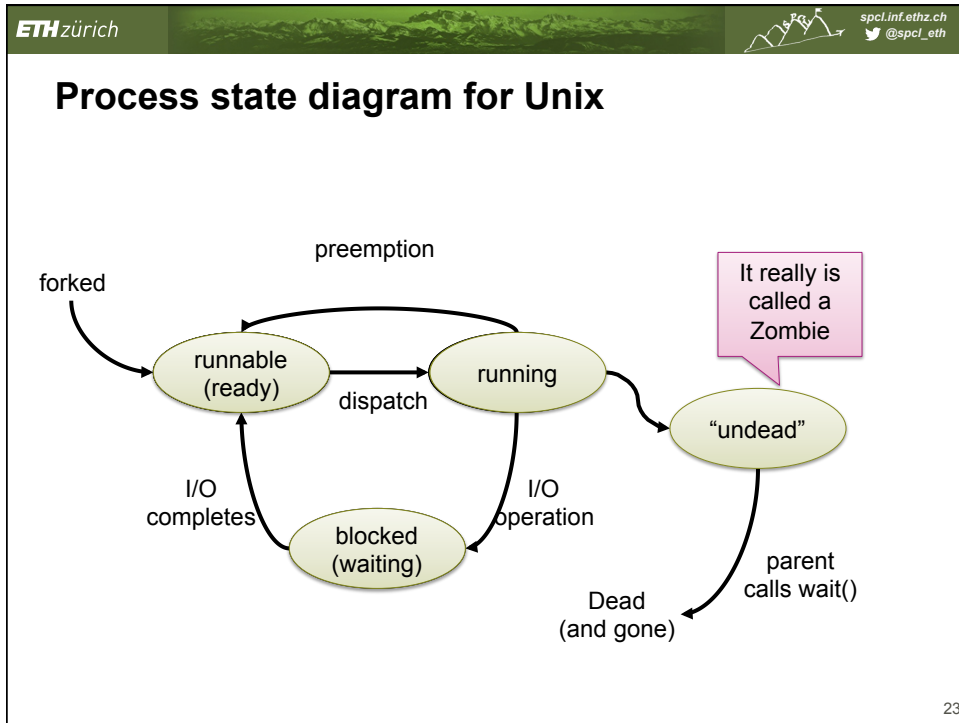 ETH zürich
spcl.inf.ethz.ch
@spcl_eth
Process state diagram for Unix
preemption
forked
It really is
called a
Zombie
runnable
(ready)
dispatch
running
"undead"
I/O
completes
I/O
operation
blocked
(waiting)
parent
calls wait()
Dead
(and gone)
23